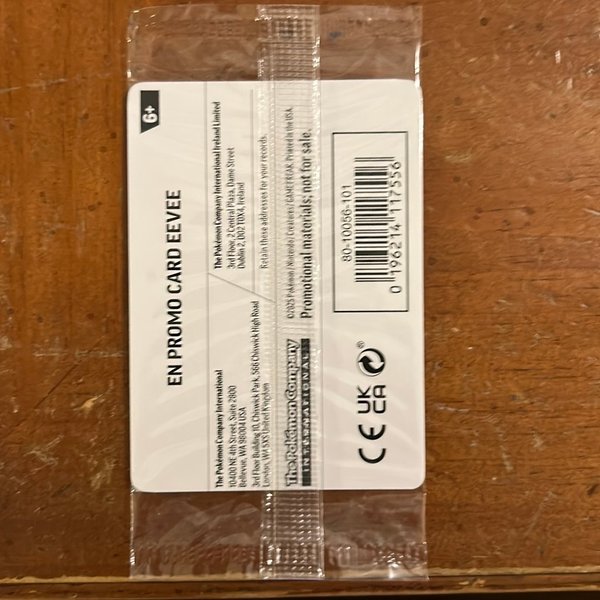 6+
EN PROMO CARD EEVEE
The Pokémon Company International
10400 NE 4th Street, Suite 2800
Bellevue, WA 98004 USA
3rd Floor Building 10, Chiswick Park, 566 Chiswick High Road
London, W4 5XS United Kingdom
The Pokémon Company International Ireland Limited
3rd Floor, 2 Central Plaza, Dame Street
Dublin 2, D02 T0X4, Ireland
Retain these addresses for your records.
The Pokémon Company
INTERNATIONAL
©2025 Pokémon / Nintendo / Creatures / GAME FREAK. Printed in the USA.
Promotional materials; not for sale.
CE UK CA ®
80-10056-101
0 196214 117556